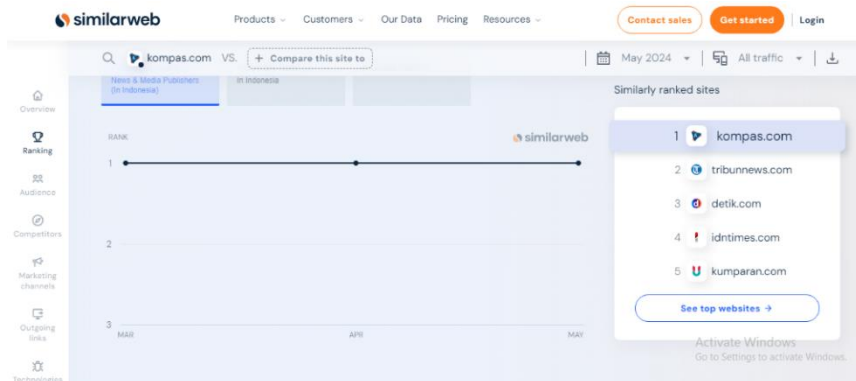 similarweb
Products
Customers
Our Data
Pricing
Resources
Contact sales
Get started
Login
kompas.com
VS.
+ Compare this site to
May 2024
All traffic
Overview
Ranking
Audience
Competitors
Marketing
channels
Outgoing
links
Technologies
News & Media Publishers
(In Indonesia)
In Indonesia
RANK
similarweb
1
2
3
MAR
APR
MAY
Similarly ranked sites
1 kompas.com
2 tribunnews.com
3 detik.com
4 idntimes.com
5 kumparan.com
See top websites →
Activate Windows
Go to Settings to activate Windows.